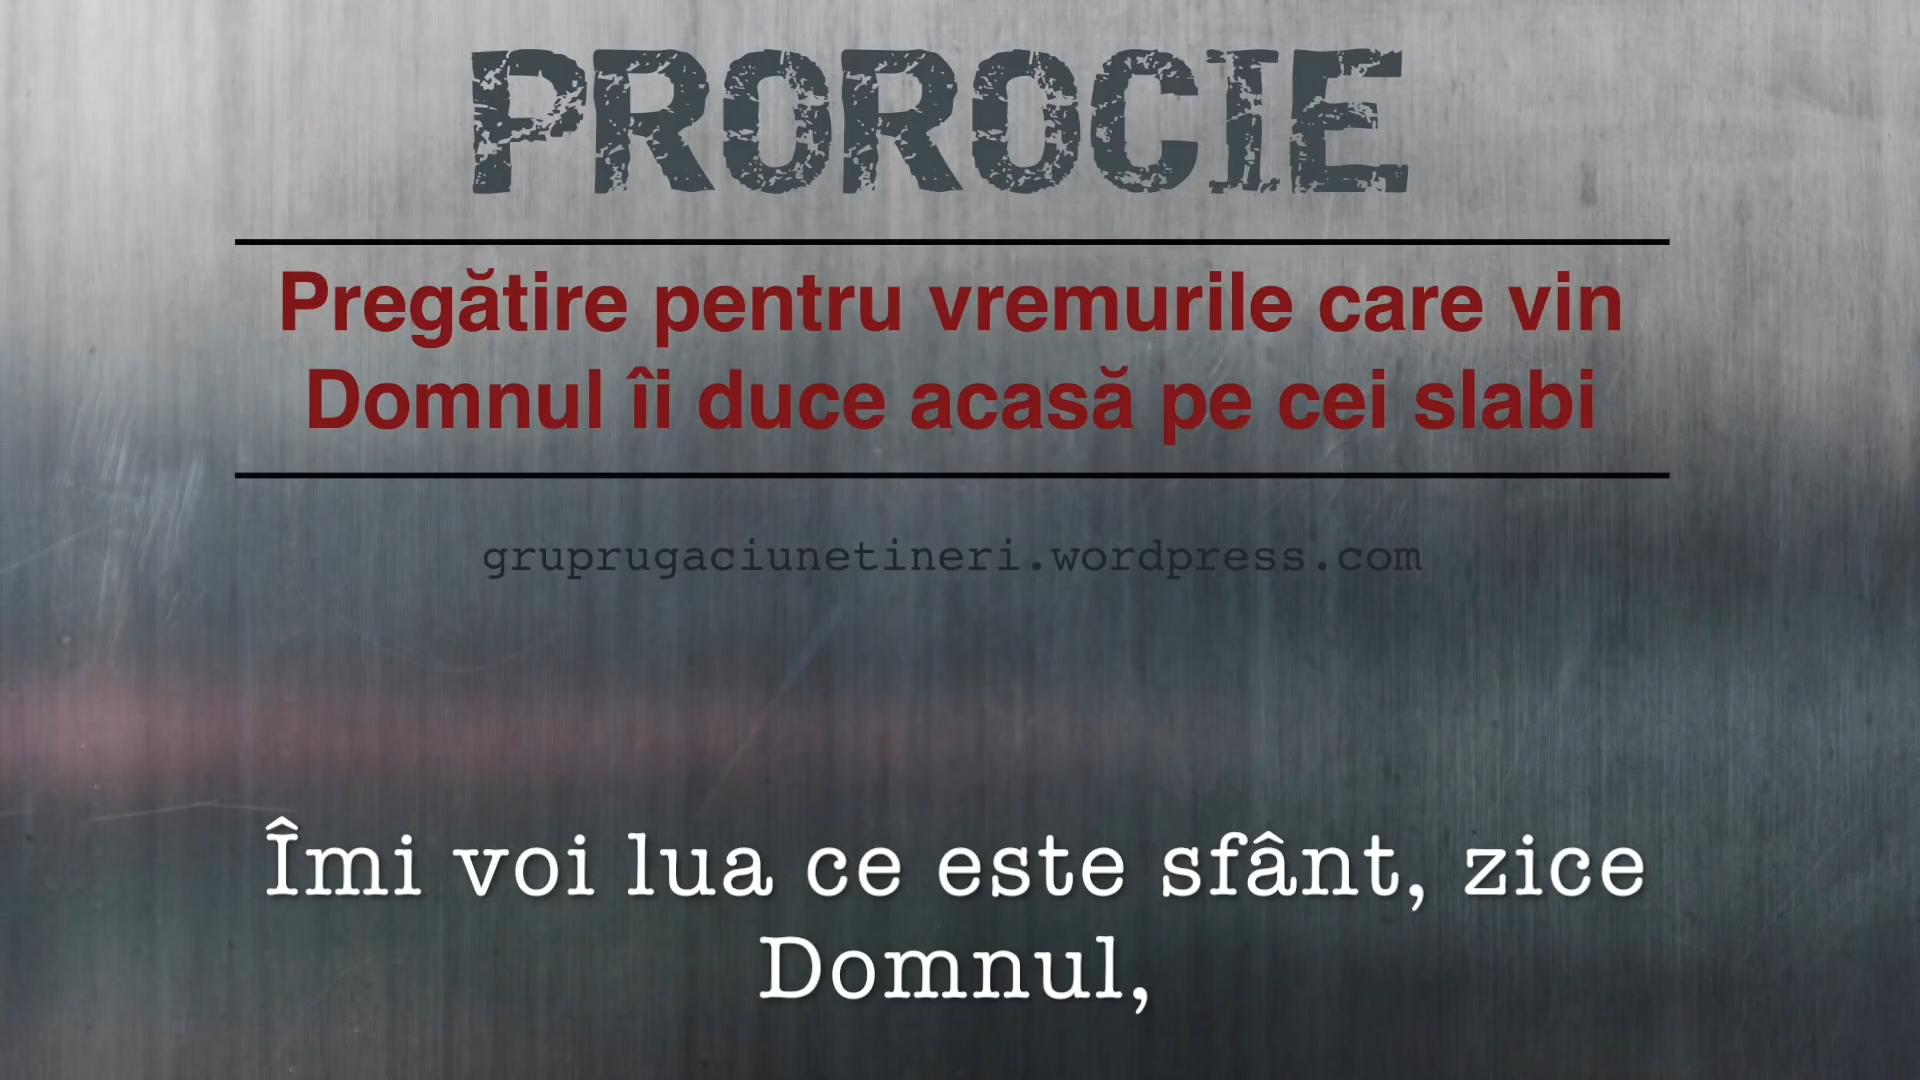 PROROCIE
Pregătire pentru vremurile care vin
Domnul îi duce acasă pe cei slabi
gruprugaciunetineri.wordpress.com
Îmi voi lua ce este sfânt, zice
Domnul,